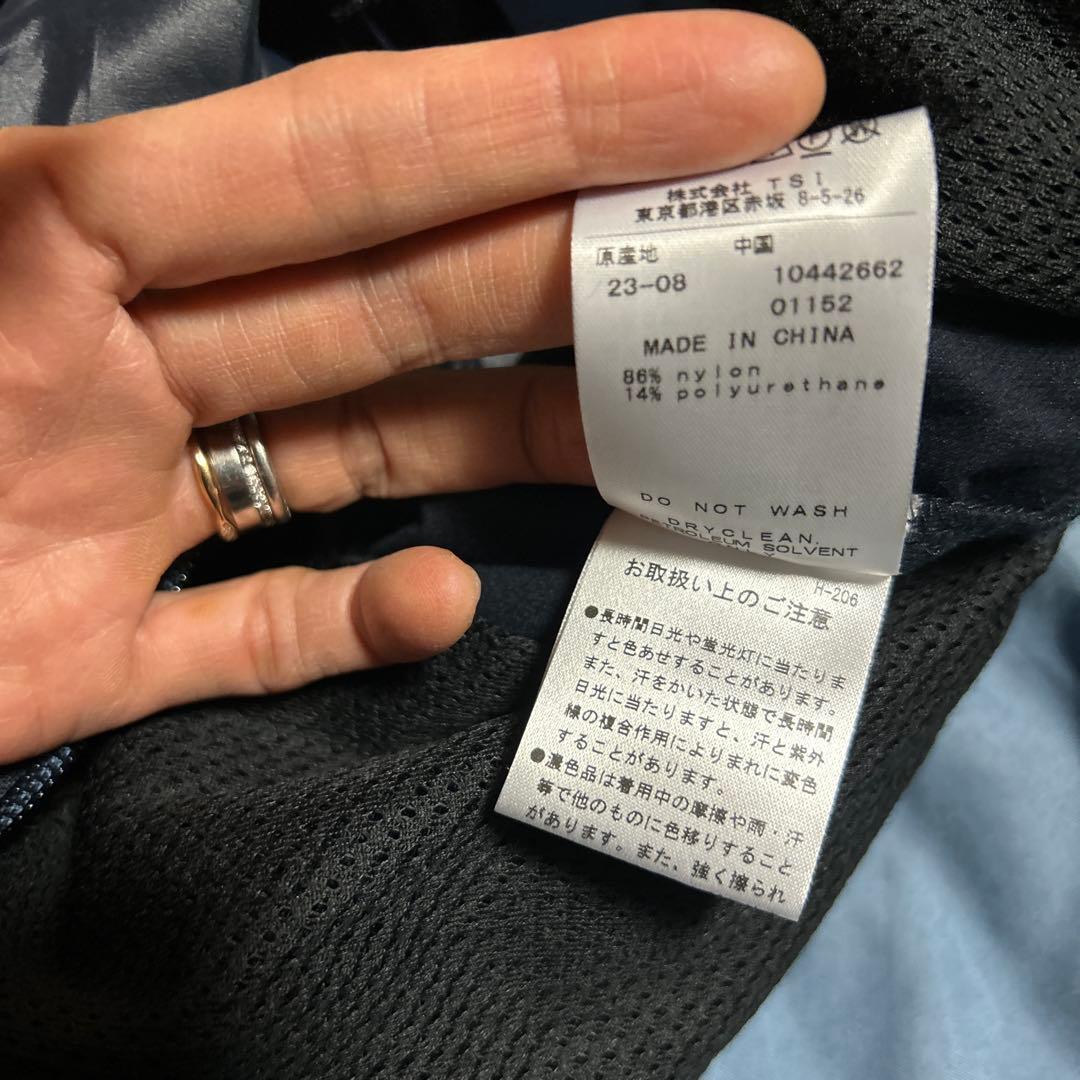 株式会社 TSI
東京都港区赤坂 8-5-26
原産地 中国
23-08 10442662
01152
MADE IN CHINA
86% nylon
14% polyurethane
DO NOT WASH
DRYCLEAN.
PETROLEUM SOLVENT
H-206
お取扱い上のご注意
●長時間日光や蛍光灯に当たりま
すと色あせすることがあります。
また、汗をかいた状態で長時間
日光に当たりますと、汗と紫外
線の複合作用によりまれに変色
することがあります。
●濃色品は着用中の摩擦や雨・汗
等で他のものに色移りすること
があります。また、強く擦られ